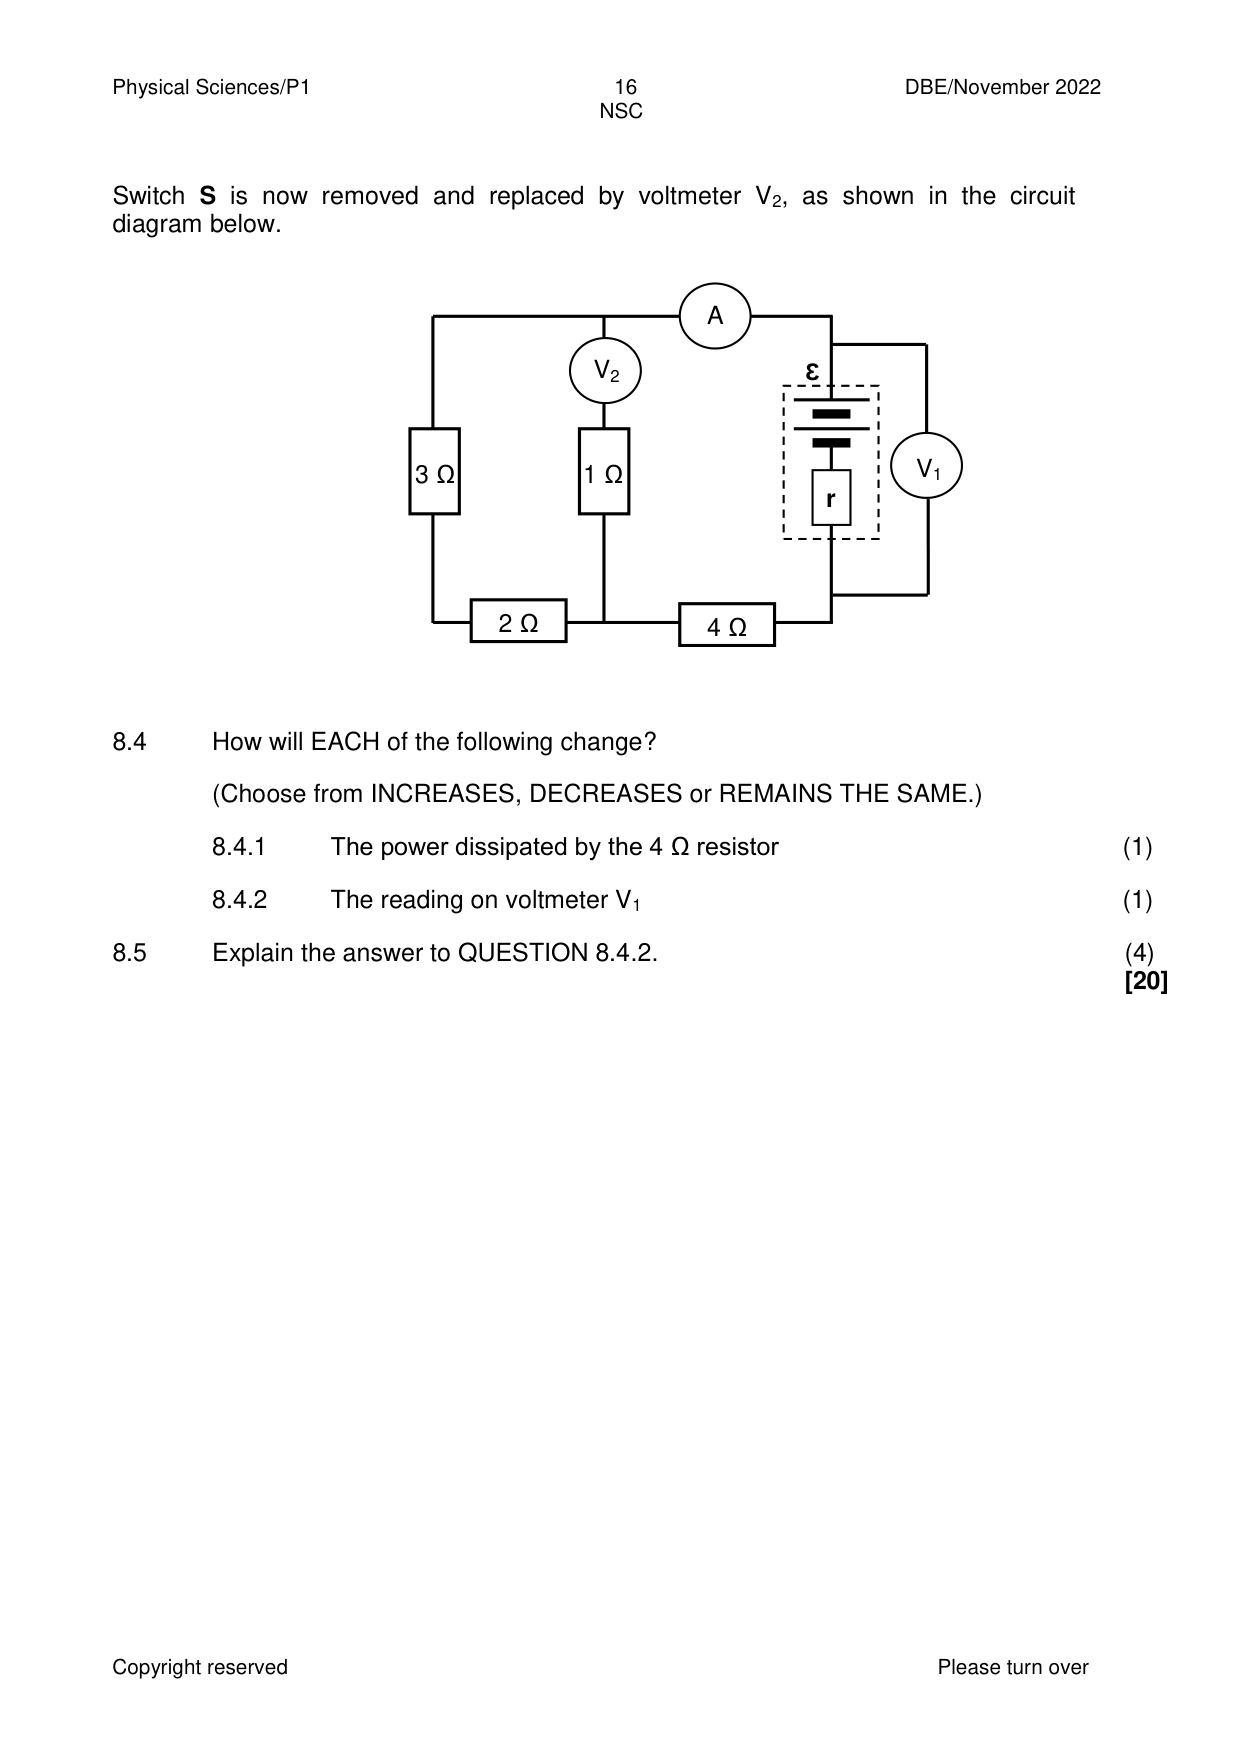 Physical Sciences/P1 16 DBE/November 2022
NSC
Switch S is now removed and replaced by voltmeter V₂, as shown in the circuit
diagram below.
A
V₂
ε
3 Ω
1 Ω
r
V₁
2 Ω
4 Ω
8.4 How will EACH of the following change?
(Choose from INCREASES, DECREASES or REMAINS THE SAME.)
8.4.1 The power dissipated by the 4 Ω resistor (1)
8.4.2 The reading on voltmeter V₁ (1)
8.5 Explain the answer to QUESTION 8.4.2. (4)
[20]
Copyright reserved Please turn over